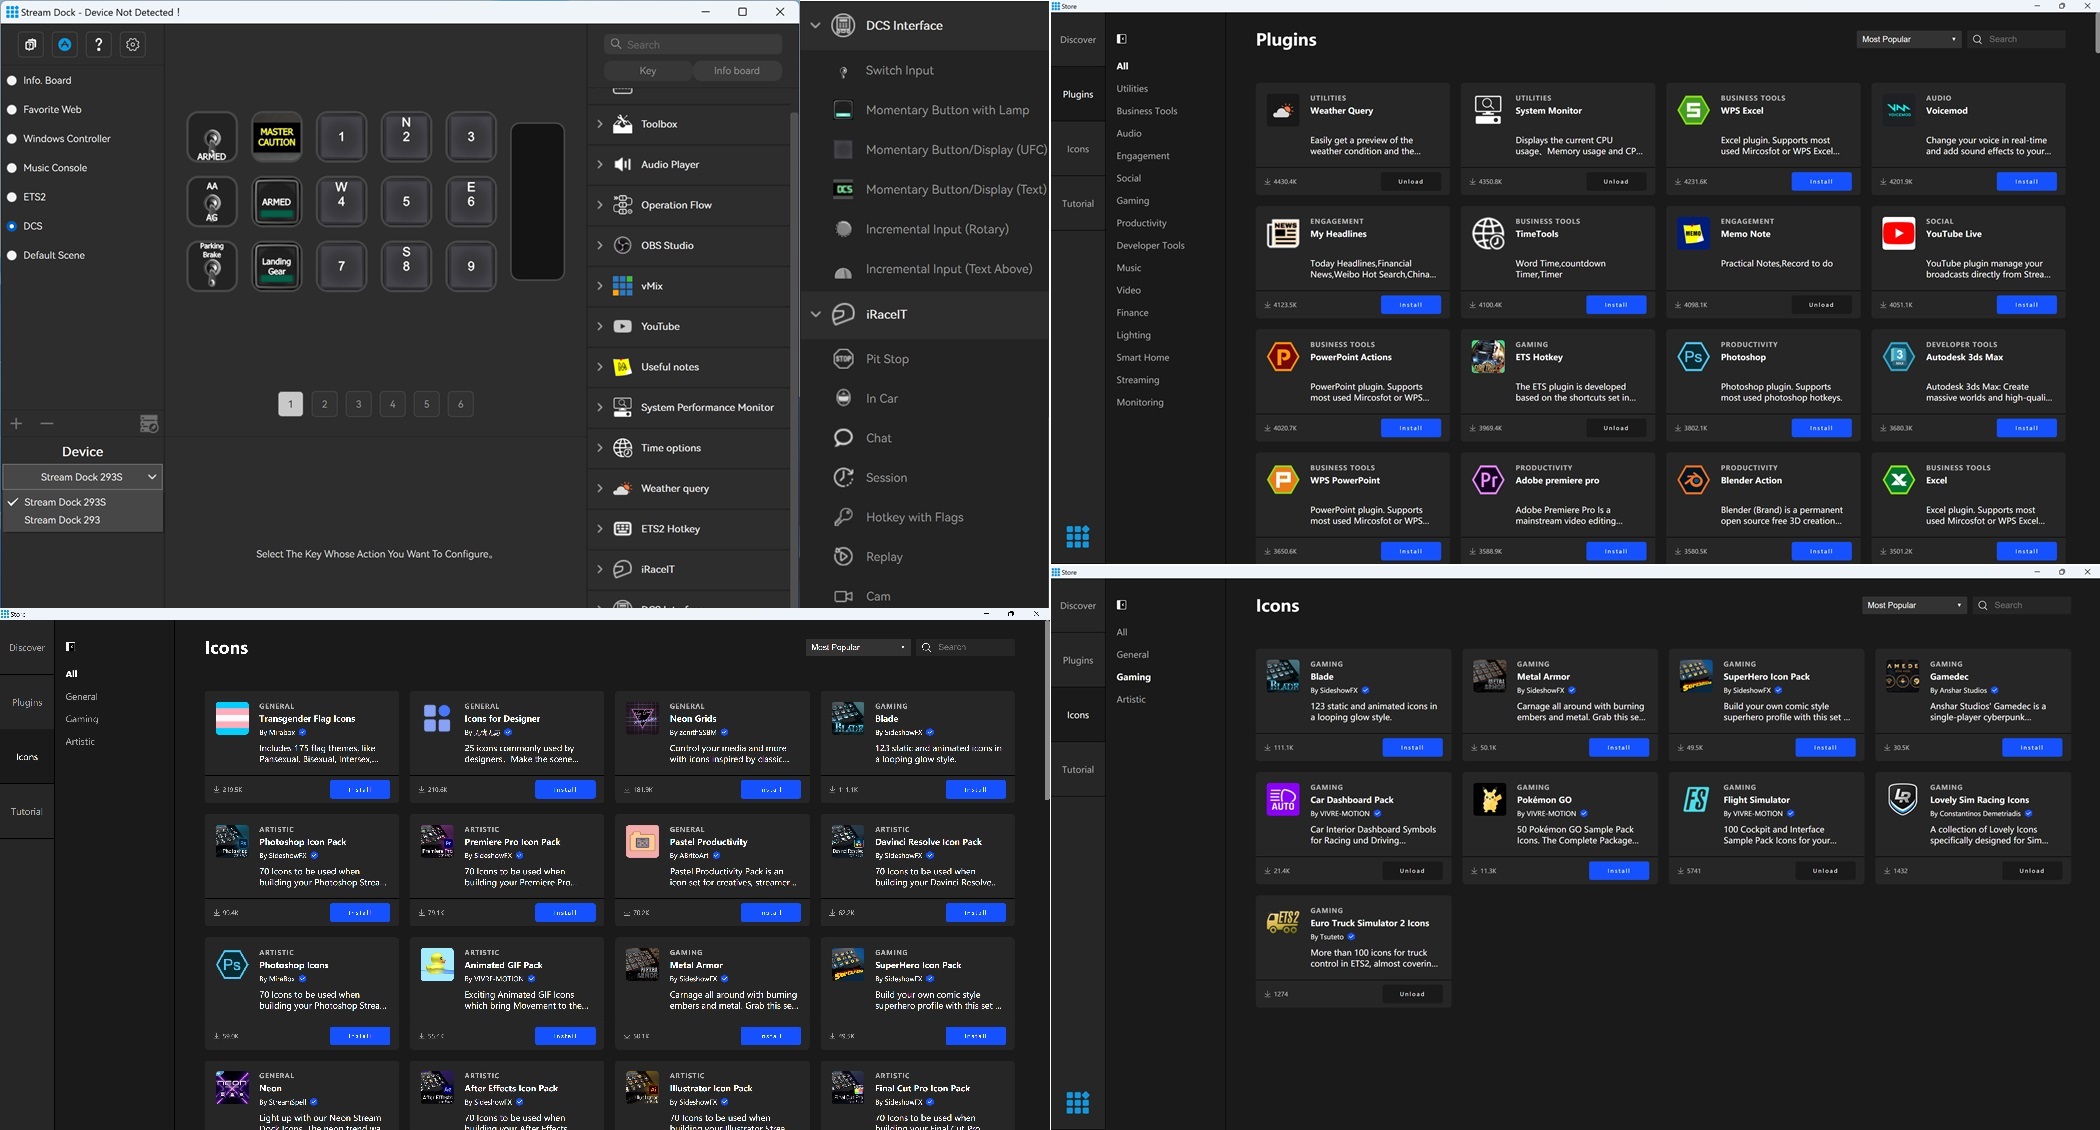 Stream Dock - Device Not Detected !
Info. Board
Favorite Web
Windows Controller
Music Console
ETS2
DCS
Default Scene
Device
Stream Dock 293S
Stream Dock 293S
Stream Dock 293
ARMED
MASTER CAUTION
1
N
2
3
AA
AG
ARMED
W
4
5
E
6
Parking Brake
Landing Gear
7
S
8
9
1 2 3 4 5 6
Select The Key Whose Action You Want To Configure。
Search
Key Info board
Toolbox
Audio Player
Operation Flow
OBS Studio
vMix
YouTube
Useful notes
System Performance Monitor
Time options
Weather query
ETS2 Hotkey
iRaceIT
DCS Interface
Switch Input
Momentary Button with Lamp
Momentary Button/Display (UFC)
DCS
Momentary Button/Display (Text)
Incremental Input (Rotary)
Incremental Input (Text Above)
iRaceIT
STOP
Pit Stop
In Car
Chat
Session
Hotkey with Flags
Replay
Cam
Store
Discover
Plugins
Icons
Tutorial
All
Utilities
Business Tools
Audio
Engagement
Social
Gaming
Productivity
Developer Tools
Music
Video
Finance
Lighting
Smart Home
Streaming
Monitoring
Plugins
Most Popular
Search
UTILITIES
Weather Query
Easily get a preview of the
weather condition and the...
4430.4K Unload
UTILITIES
System Monitor
Displays the current CPU
usage、Memory usage and CP...
4350.8K Unload
BUSINESS TOOLS
WPS Excel
Excel plugin. Supports most
used Mircosfot or WPS Excel...
4231.6K Install
AUDIO
Voicemod
Change your voice in real-time
and add sound effects to your...
4201.9K Install
NEWS
ENGAGEMENT
My Headlines
Today Headlines,Financial
News,Weibo Hot Search,China...
4123.5K Install
BUSINESS TOOLS
TimeTools
Word Time,countdown
Timer,Timer
4100.4K Install
MEMO
ENGAGEMENT
Memo Note
Practical Notes,Record to do
4098.1K Unload
SOCIAL
YouTube Live
YouTube plugin manage your
broadcasts directly from Strea...
4051.1K Install
BUSINESS TOOLS
PowerPoint Actions
PowerPoint plugin. Supports
most used Mircosfot or WPS...
4020.7K Install
GAMING
ETS Hotkey
The ETS plugin is developed
based on the shortcuts set in...
3969.4K Unload
Ps
PRODUCTIVITY
Photoshop
Photoshop plugin. Supports
most used photoshop hotkeys.
3802.1K Install
DEVELOPER TOOLS
Autodesk 3ds Max
Autodesk 3ds Max: Create
massive worlds and high-quali...
3680.3K Install
BUSINESS TOOLS
WPS PowerPoint
PowerPoint plugin. Supports
most used Mircosfot or WPS...
3650.6K Install
Pr
PRODUCTIVITY
Adobe premiere pro
Adobe Premiere Pro Is a
mainstream video editing...
3588.9K Install
PRODUCTIVITY
Blender Action
Blender (Brand) is a permanent
open source free 3D creation...
3580.5K Install
BUSINESS TOOLS
Excel
Excel plugin. Supports most
used Mircosfot or WPS Excel...
3501.2K Install
Store
Discover
Plugins
Icons
Tutorial
All
General
Gaming
Artistic
Icons
Most Popular
Search
GENERAL
Transgender Flag Icons
By Mirabox
Includes 175 flag themes, like
Pansexual, Bisexual, Intersex,...
219.5K Install
GENERAL
Icons for Designer
25 icons commonly used by
designers。Make the scene...
210.6K Install
GENERAL
Neon Grids
By zenithSSBM
Control your media and more
with icons inspired by classic...
181.9K Install
BLADE
GAMING
Blade
By SideshowFX
123 static and animated icons in
a looping glow style.
111.1K Install
ARTISTIC
Photoshop Icon Pack
By SideshowFX
70 Icons to be used when
building your Photoshop Strea...
99.4K Install
ARTISTIC
Premiere Pro Icon Pack
By SideshowFX
70 Icons to be used when
building your Premiere Pro..
79.1K Install
GENERAL
Pastel Productivity
By ABrittoArt
Pastel Productivity Pack is an
icon set for creatives, streamer...
70.2K Install
ARTISTIC
Davinci Resolve Icon Pack
By SideshowFX
70 Icons to be used when
building your Davinci Resolve..
62.2K Install
Ps
ARTISTIC
Photoshop Icons
By MiraBox
70 Icons to be used when
building your Photoshop Strea...
59.0K Install
ARTISTIC
Animated GIF Pack
By VIVRE-MOTION
Exciting Animated GIF Icons
which bring Movement to the...
55.1K Install
GAMING
Metal Armor
By SideshowFX
Carnage all around with burning
embers and metal. Grab this se...
50.1K Install
GAMING
SuperHero Icon Pack
By SideshowFX
Build your own comic style
superhero profile with this set ...
49.5K Install
GENERAL
Neon
By StreamSpell
Light up with our Neon Stream
ARTISTIC
After Effects Icon Pack
By SideshowFX
70 Icons to be used when
ARTISTIC
Illustrator Icon Pack
By SideshowFX
70 Icons to be used when
ARTISTIC
Final Cut Pro Icon Pack
By SideshowFX
70 Icons to be used when
Store
Discover
Plugins
Icons
Tutorial
All
General
Gaming
Artistic
Icons
Most Popular
Search
BLADE
GAMING
Blade
By SideshowFX
123 static and animated icons in
a looping glow style.
111.1K Install
GAMING
Metal Armor
By SideshowFX
Carnage all around with burning
embers and metal. Grab this se...
50.1K Install
GAMING
SuperHero Icon Pack
By SideshowFX
Build your own comic style
superhero profile with this set ...
49.5K Install
GAMING
Gamedec
By Anshar Studios
Anshar Studios' Gamedec is a
single-player cyberpunk...
30.5K Install
AUTO
GAMING
Car Dashboard Pack
By VIVRE-MOTION
Car Interior Dashboard Symbols
for Racing und Driving...
21.4K Unload
GAMING
Pokémon GO
By VIVRE-MOTION
50 Pokémon GO Sample Pack
Icons. The Complete Package...
11.3K Install
FS
GAMING
Flight Simulator
By VIVRE-MOTION
100 Cockpit and Interface
Sample Pack Icons for your...
5741 Unload
LR
GAMING
Lovely Sim Racing Icons
By Constantinos Demetriadis
A collection of Lovely Icons
specifically designed for Sim...
1432 Unload
ETS2
GAMING
Euro Truck Simulator 2 Icons
By Tsuteto
More than 100 icons for truck
control in ETS2, almost coverin...
1274 Unload